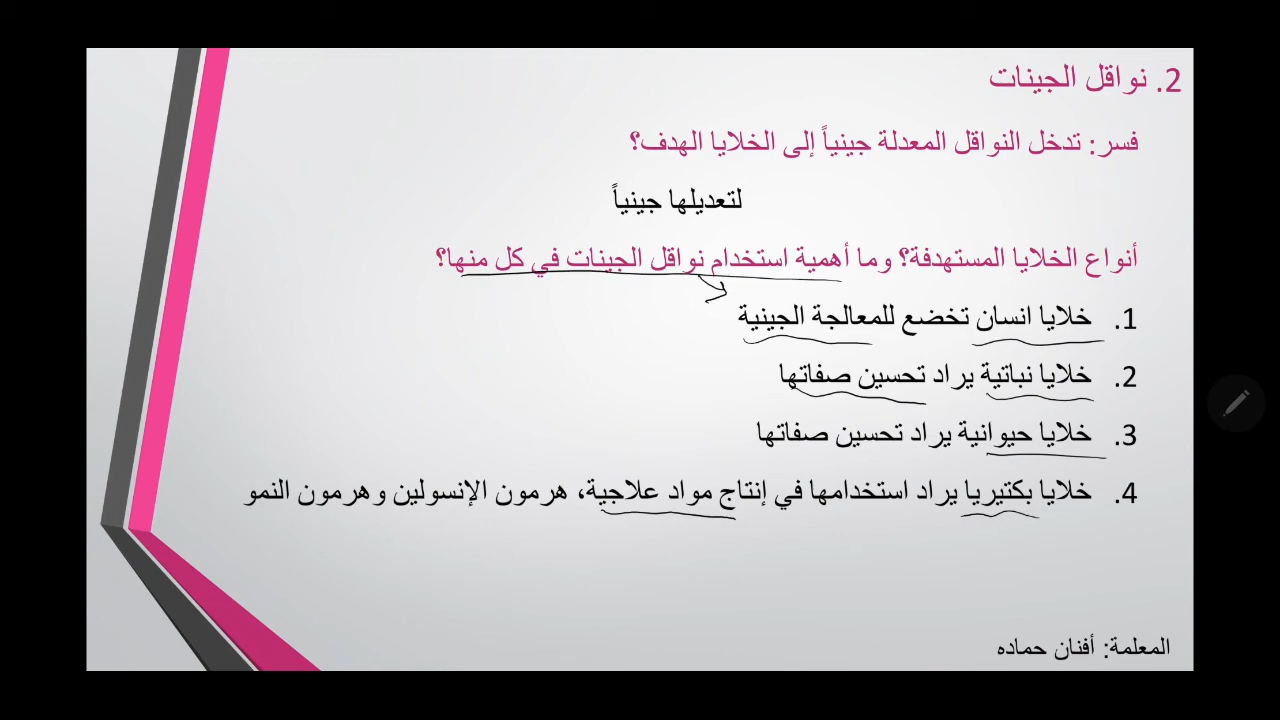 2. نواقل الجينات
فسر: تدخل النواقل المعدلة جينياً إلى الخلايا الهدف؟
لتعديلها جينياً
أنواع الخلايا المستهدفة؟ وما أهمية استخدام نواقل الجينات في كل منها؟
1. خلايا انسان تخضع للمعالجة الجينية
2. خلايا نباتية يراد تحسين صفاتها
3. خلايا حيوانية يراد تحسين صفاتها
4. خلايا بكتيريا يراد استخدامها في إنتاج مواد علاجية، هرمون الإنسولين وهرمون النمو
المعلمة: أفنان حماده